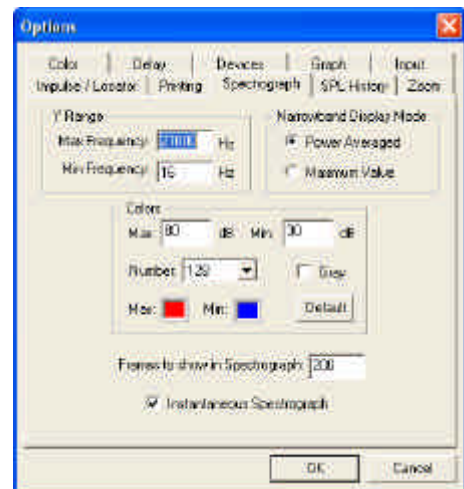 Options
Color Delay Devices Graph Input
Impulse / Locator Printing Spectrograph SPL History Zoom
Y Range
Max Frequency: Hz
Min Frequency: 16 Hz
Narrowband Display Mode
Power Averaged
Maximum Value
Colors
Max: 80 dB Min: 30 dB
Number: 128 Gray
Max: Min: Default
Frames to show in Spectrograph: 200
Instantaneous Spectrograph
OK Cancel